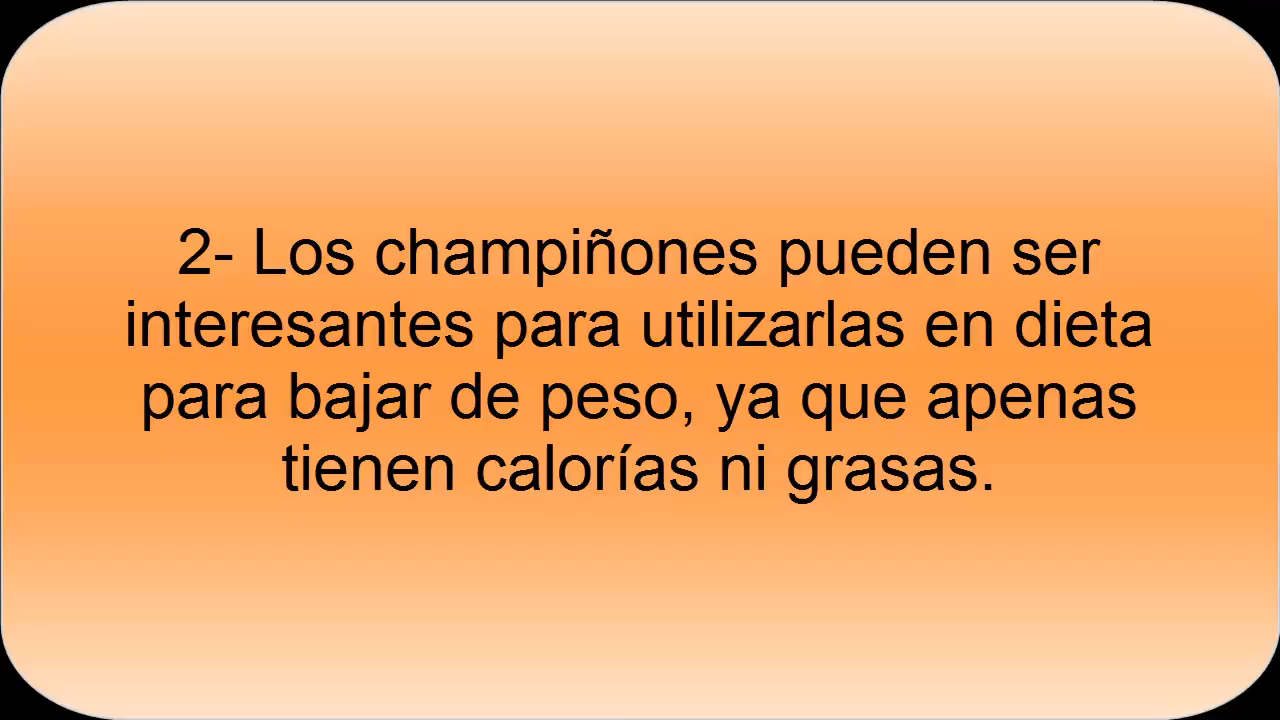 2- Los champiñones pueden ser
interesantes para utilizarlas en dieta
para bajar de peso, ya que apenas
tienen calorías ni grasas.